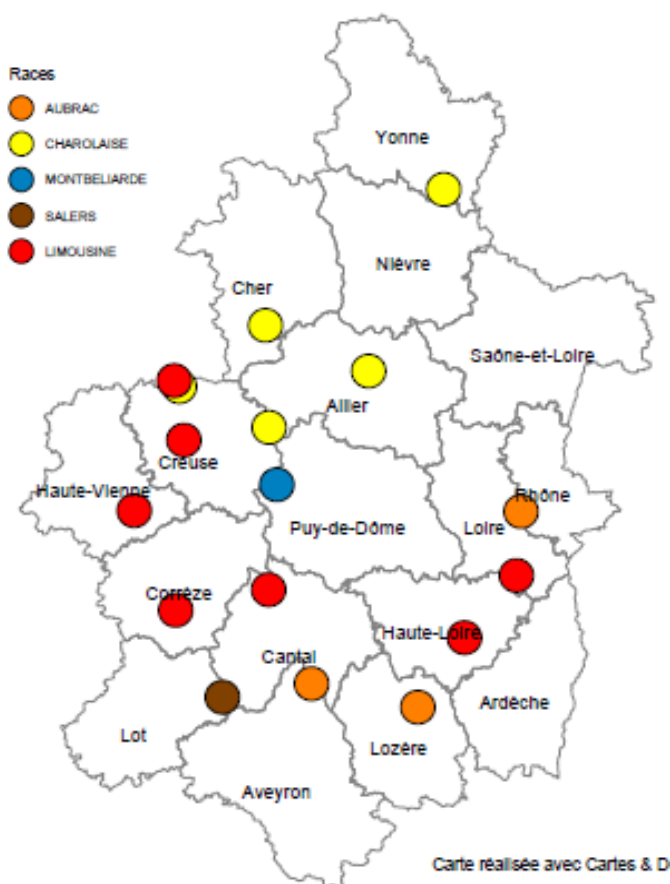 Races
AUBRAC
CHAROLAISE
MONTBELIARDE
SALERS
LIMOUSINE
Yonne
Nièvre
Cher
Saône-et-Loire
Allier
Creuse
Haute-Vienne
Rhône
Loire
Puy-de-Dôme
Corrèze
Haute-Loire
Cantal
Ardèche
Lot
Lozère
Aveyron
Carte réalisée avec Cartes & D